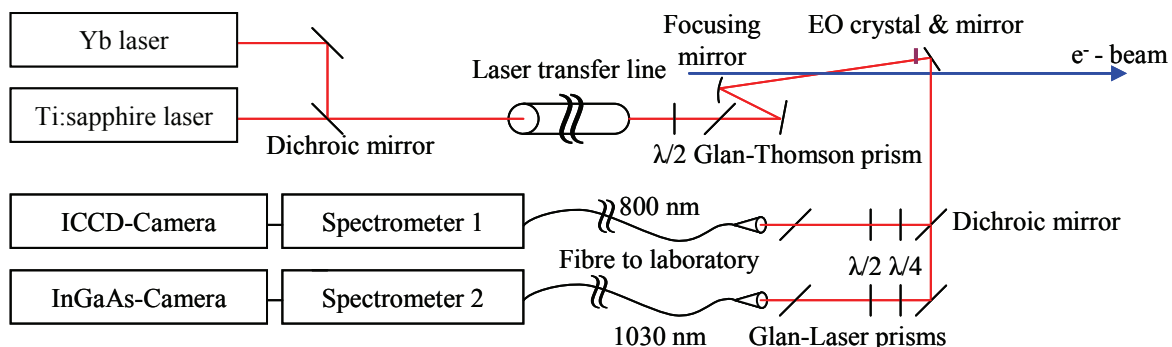 Yb laser
Ti:sapphire laser
Dichroic mirror
Laser transfer line
Focusing
mirror
EO crystal & mirror
e⁻ - beam
λ/2 Glan-Thomson prism
ICCD-Camera
Spectrometer 1
800 nm
Dichroic mirror
Fibre to laboratory
λ/2 λ/4
InGaAs-Camera
Spectrometer 2
1030 nm
Glan-Laser prisms